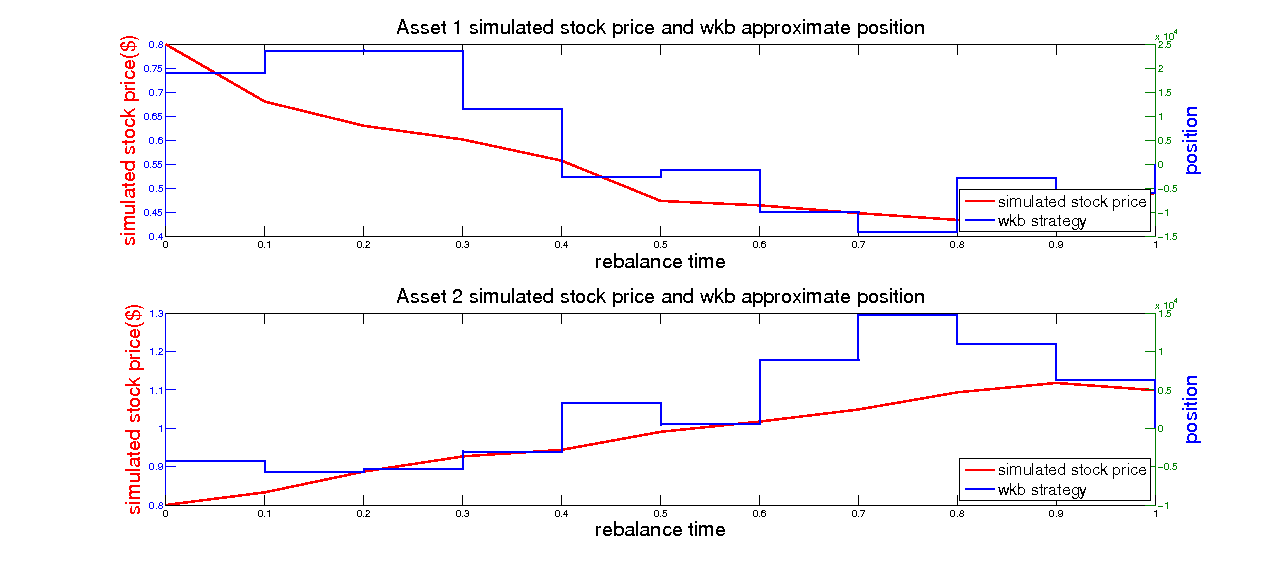 Asset 1 simulated stock price and wkb approximate position
x 10^4
simulated stock price($)
0.8
0.75
0.7
0.65
0.6
0.55
0.5
0.45
0.4
2.5
2
1.5
1
0.5
0
−0.5
−1
−1.5
position
simulated stock price
wkb strategy
0 0.1 0.2 0.3 0.4 0.5 0.6 0.7 0.8 0.9 1
rebalance time
Asset 2 simulated stock price and wkb approximate position
x 10^4
simulated stock price($)
1.3
1.2
1.1
1
0.9
0.8
1.5
1
0.5
0
−0.5
−1
position
simulated stock price
wkb strategy
0 0.1 0.2 0.3 0.4 0.5 0.6 0.7 0.8 0.9 1
rebalance time